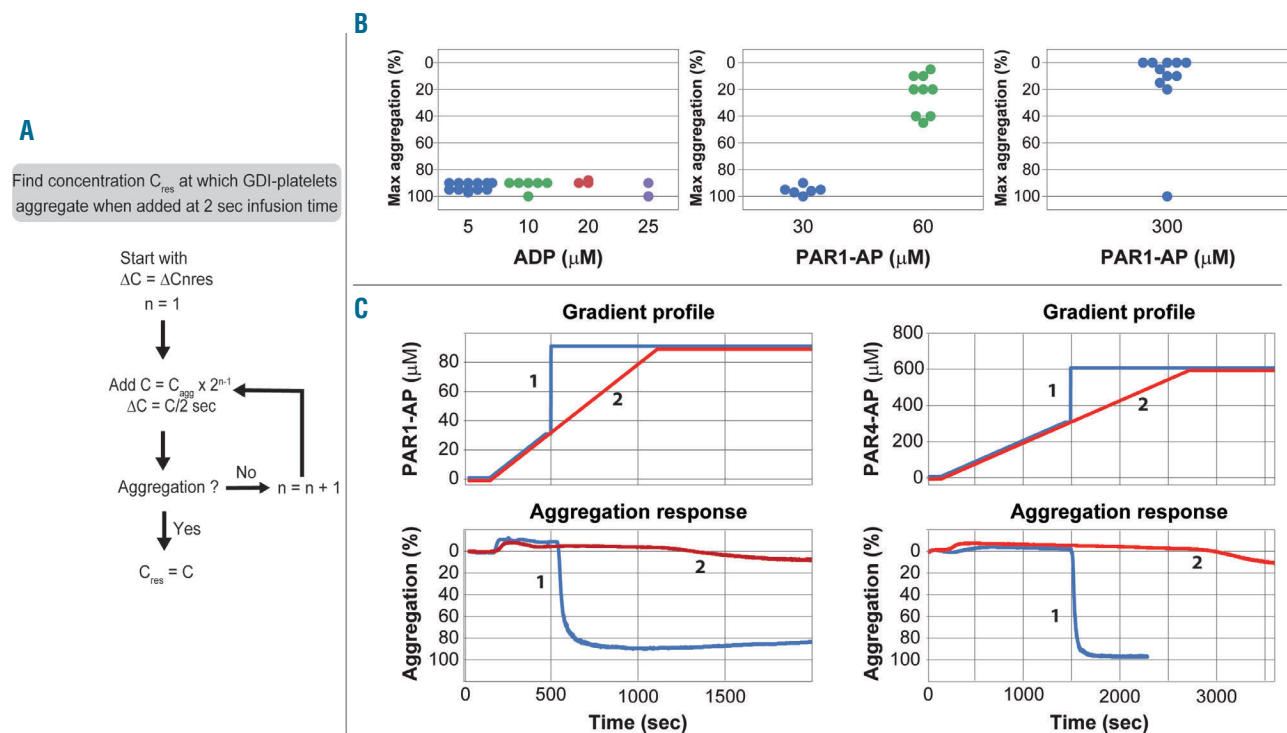 A
Find concentration Cres at which GDI-platelets
aggregate when added at 2 sec infusion time
Start with
ΔC = ΔCnres
n = 1
Add C = Cagg x 2n-1
ΔC = C/2 sec
Aggregation ?
No
n = n + 1
Yes
Cres = C
B
Max aggregation (%)
0
20
40
60
80
100
5
10
20
25
ADP (μM)
Max aggregation (%)
0
20
40
60
80
100
30
60
PAR1-AP (μM)
Max aggregation (%)
0
20
40
60
80
100
300
PAR1-AP (μM)
C
Gradient profile
PAR1-AP (μM)
80
60
40
20
0
1
2
Aggregation response
Aggregation (%)
0
20
40
60
80
100
1
2
0
500
1000
1500
Time (sec)
Gradient profile
PAR4-AP (μM)
800
600
400
200
0
1
2
Aggregation response
Aggregation (%)
0
20
40
60
80
100
1
2
0
1000
2000
3000
Time (sec)